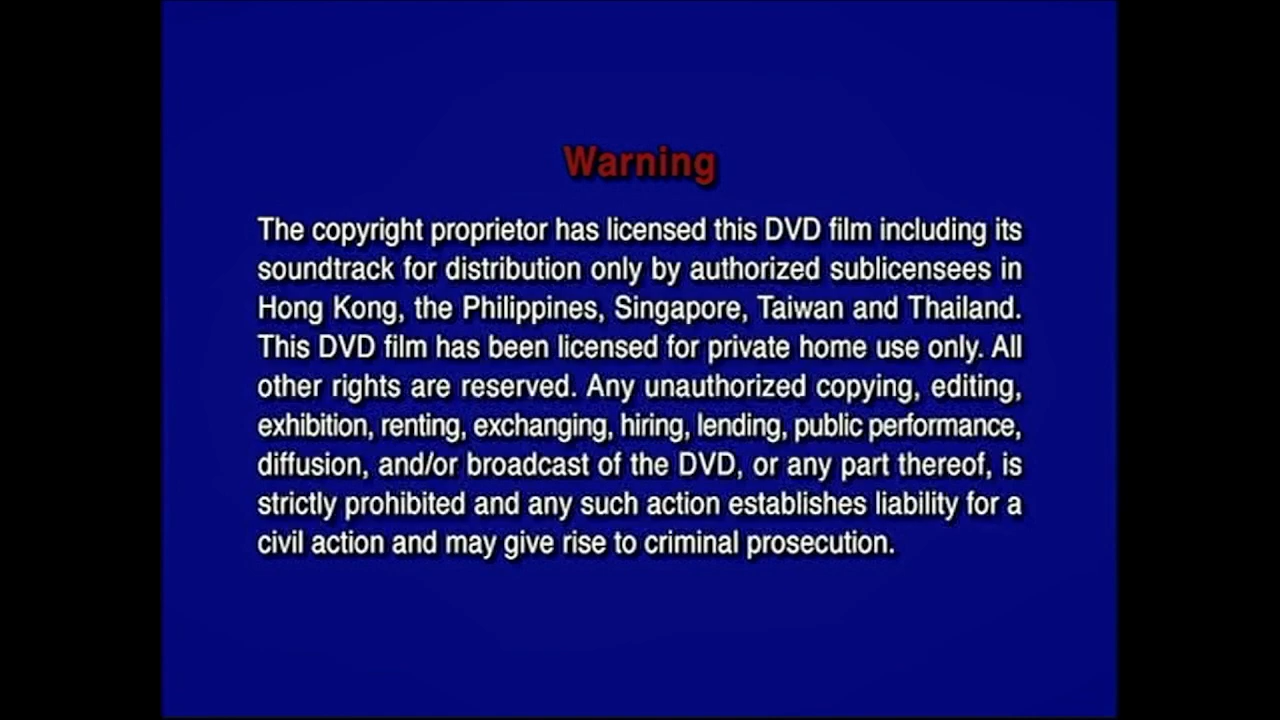 Warning
The copyright proprietor has licensed this DVD film including its
soundtrack for distribution only by authorized sublicensees in
Hong Kong, the Philippines, Singapore, Taiwan and Thailand.
This DVD film has been licensed for private home use only. All
other rights are reserved. Any unauthorized copying, editing,
exhibition, renting, exchanging, hiring, lending, public performance,
diffusion, and/or broadcast of the DVD, or any part thereof, is
strictly prohibited and any such action establishes liability for a
civil action and may give rise to criminal prosecution.